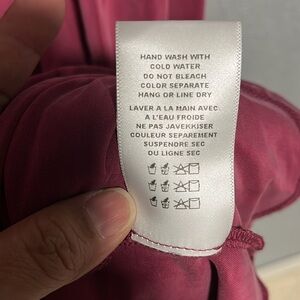 HAND WASH WITH
COLD WATER
DO NOT BLEACH
COLOR SEPARATE
HANG OR LINE DRY
LAVER A LA MAIN AVEC
A L'EAU FROIDE
NE PAS JAVEKKISER
COULEUR SEPAREMENT
SUSPENDRE SEC
OU LIGNE SEC